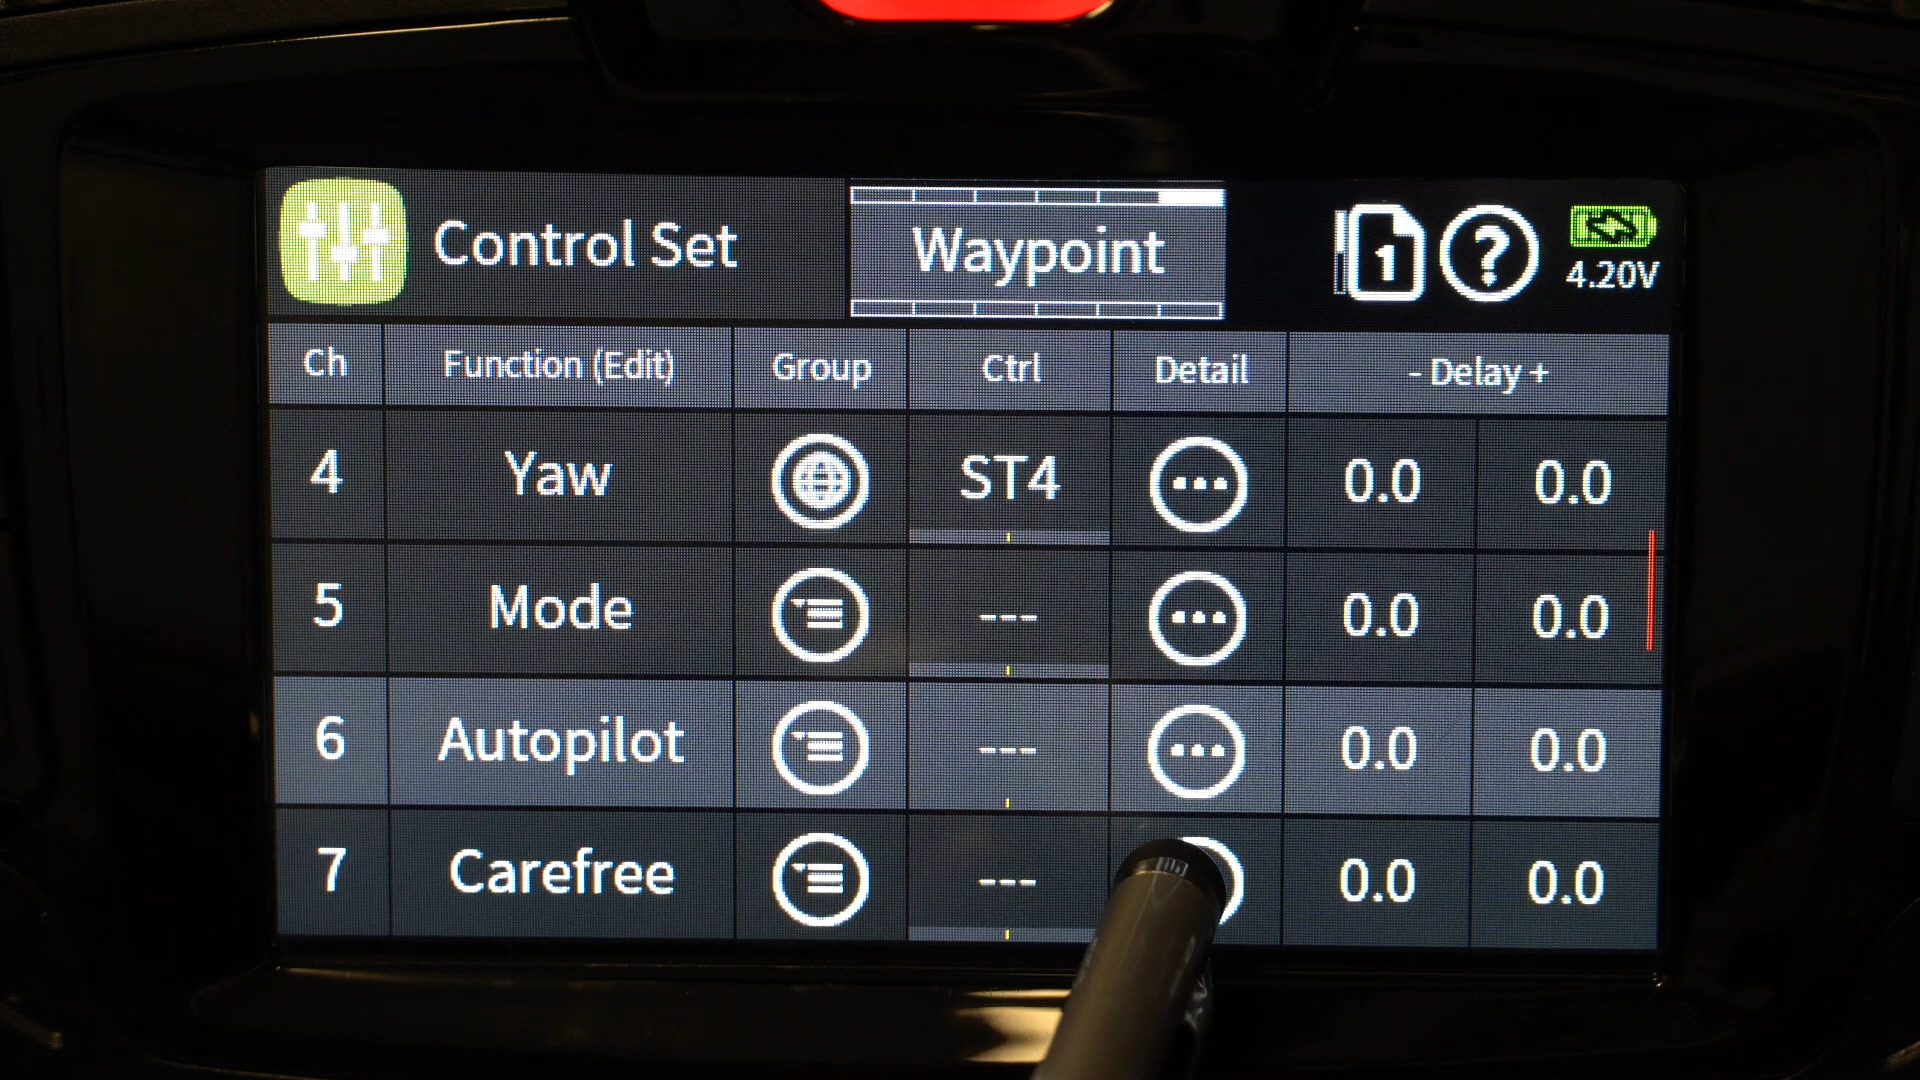 Control Set Waypoint 1 ? 4.20V
Ch Function (Edit) Group Ctrl Detail - Delay +
4 Yaw ST4 ... 0.0 0.0
5 Mode --- ... 0.0 0.0
6 Autopilot --- ... 0.0 0.0
7 Carefree --- 0.0 0.0